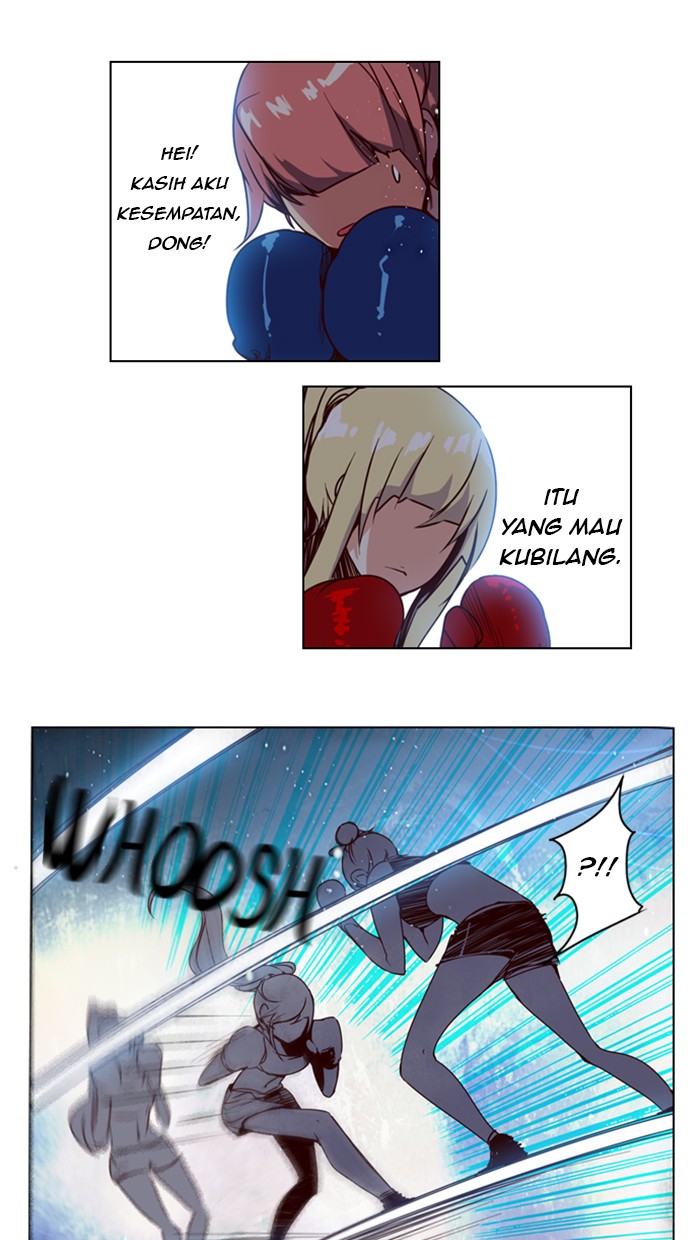 HEI!
KASIH AKU
KESEMPATAN,
DONG!
ITU
YANG MAU
KUBILANG.
WHOOSH
?!!